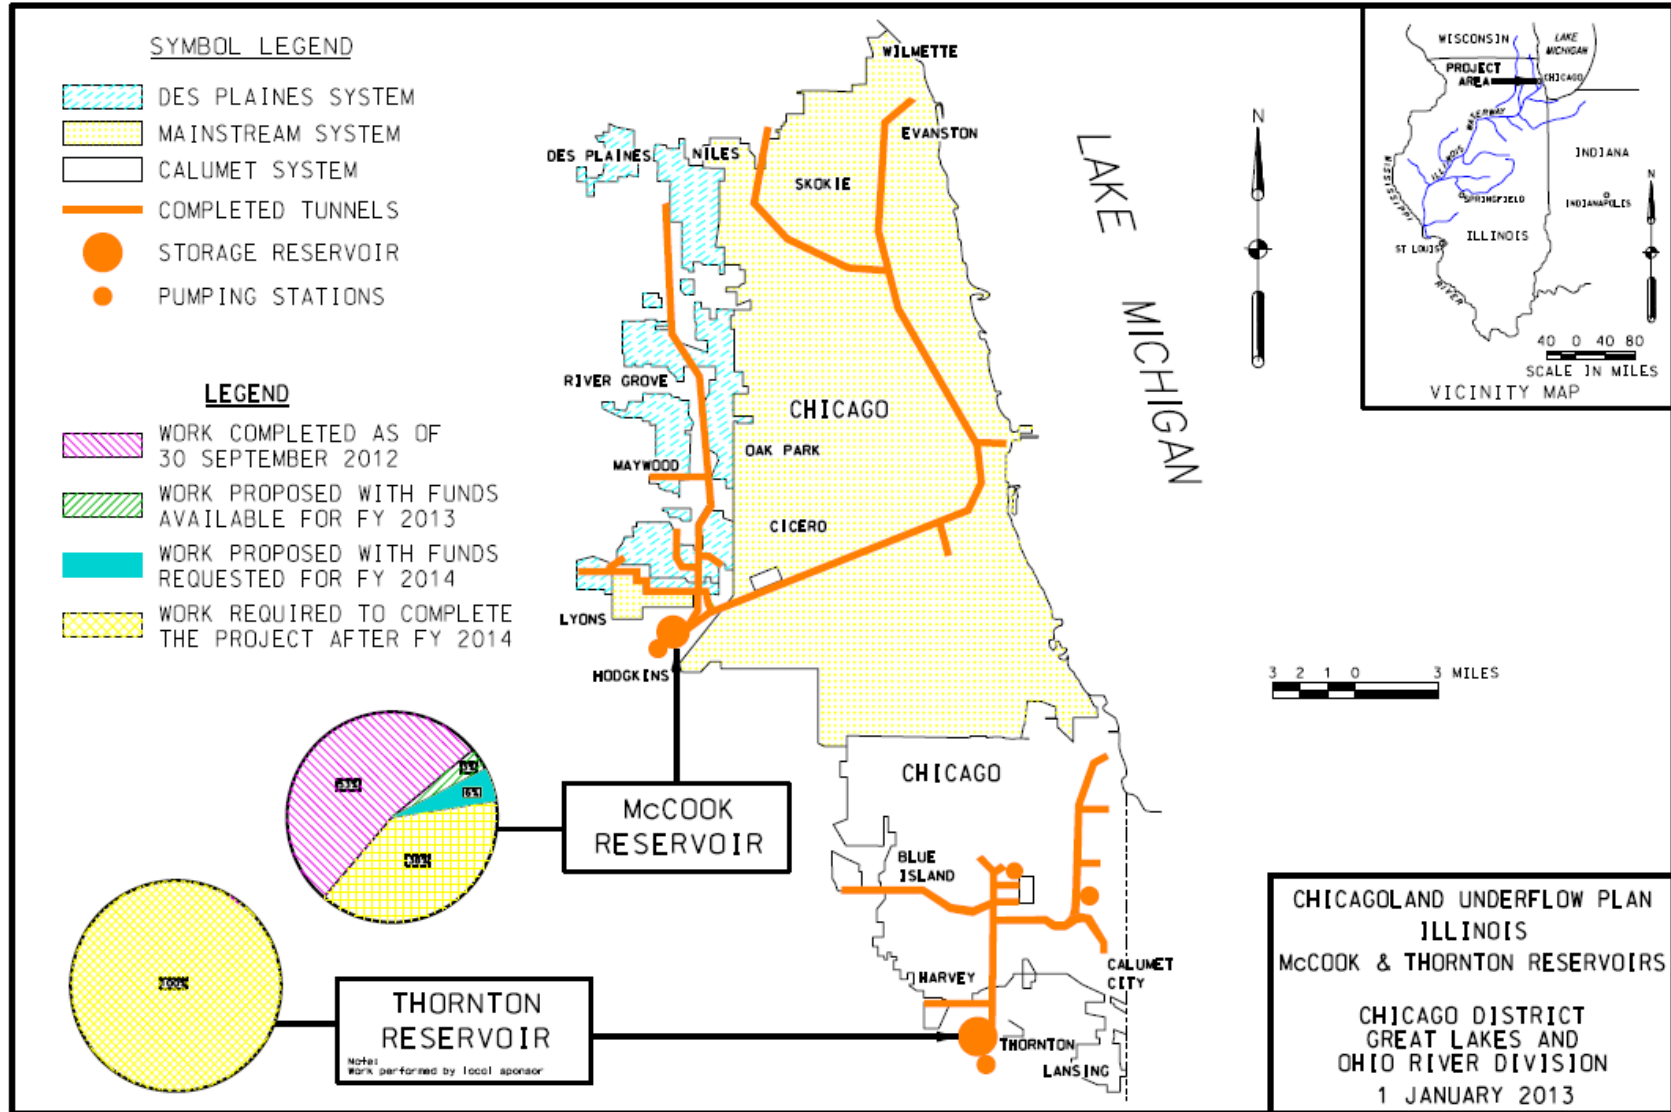 SYMBOL LEGEND
DES PLAINES SYSTEM
MAINSTREAM SYSTEM
CALUMET SYSTEM
COMPLETED TUNNELS
STORAGE RESERVOIR
PUMPING STATIONS
LEGEND
WORK COMPLETED AS OF
30 SEPTEMBER 2012
WORK PROPOSED WITH FUNDS
AVAILABLE FOR FY 2013
WORK PROPOSED WITH FUNDS
REQUESTED FOR FY 2014
WORK REQUIRED TO COMPLETE
THE PROJECT AFTER FY 2014
WILMETTE
EVANSTON
DES PLAINES
NILES
SKOKIE
RIVER GROVE
CHICAGO
OAK PARK
MAYWOOD
CICERO
LYONS
HODGKINS
CHICAGO
BLUE
ISLAND
HARVEY
CALUMET
CITY
THORNTON
LANSING
LAKE
MICHIGAN
N
3 2 1 0 3 MILES
WISCONSIN
LAKE
MICHIGAN
PROJECT
AREA
CHICAGO
ILLINOIS
WATERWAY
INDIANA
MISSISSIPPI
SPRINGFIELD
INDIANAPOLIS
N
ILLINOIS
ST LOUIS
RIVER
40 0 40 80
SCALE IN MILES
VICINITY MAP
3%
6%
McCOOK
RESERVOIR
100%
THORNTON
RESERVOIR
Note:
Work performed by local sponsor
CHICAGOLAND UNDERFLOW PLAN
ILLINOIS
McCOOK & THORNTON RESERVOIRS
CHICAGO DISTRICT
GREAT LAKES AND
OHIO RIVER DIVISION
1 JANUARY 2013